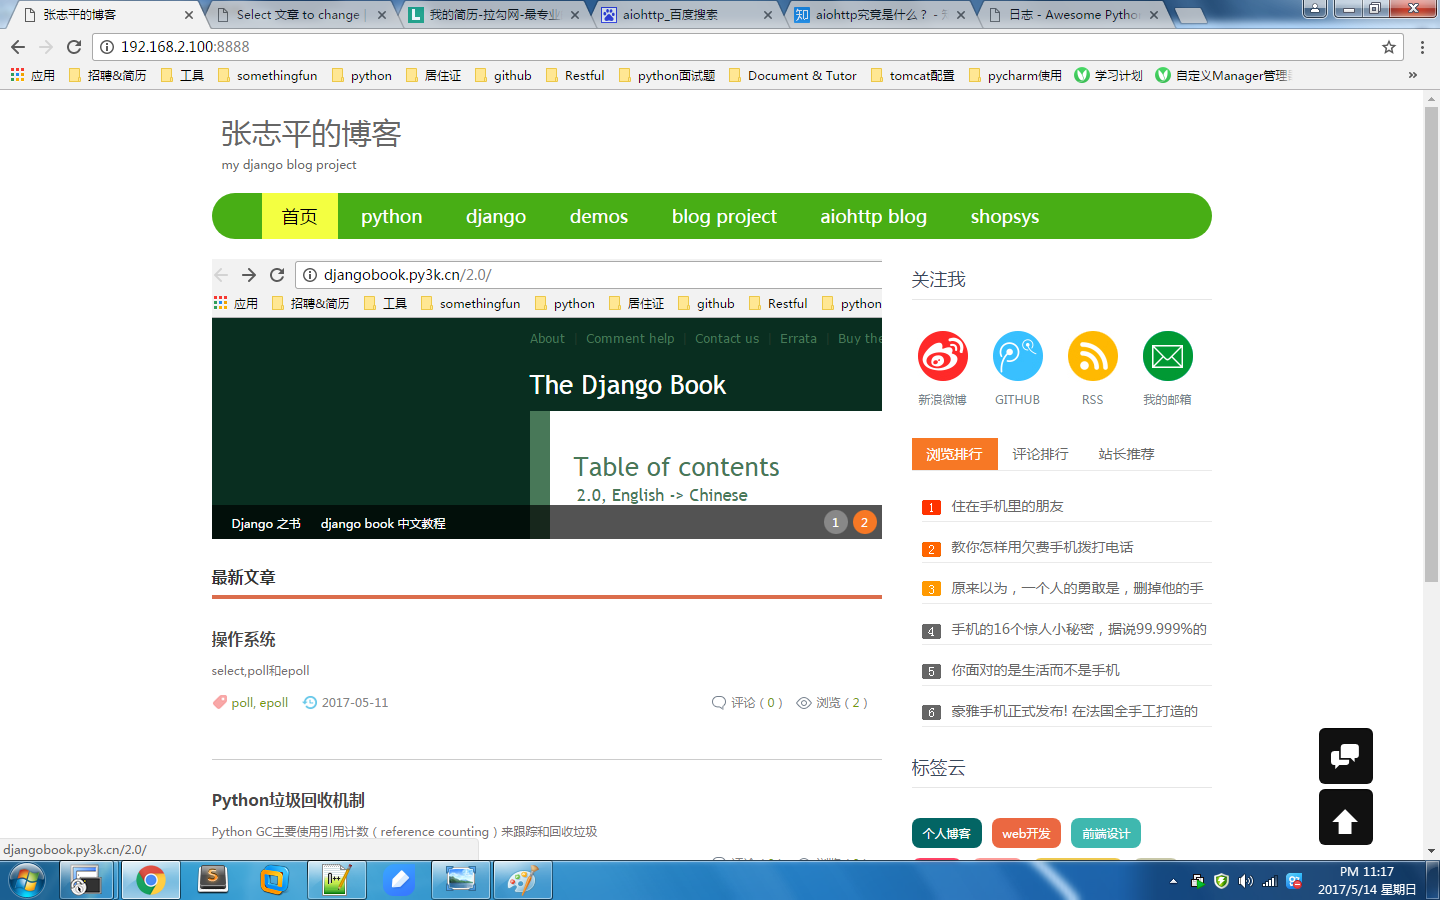 张志平的博客
Select 文章 to change
我的简历-拉勾网-最专业
aiohttp_百度搜索
aiohttp究竟是什么？ -
日志 - Awesome Python
192.168.2.100:8888
应用 招聘&简历 工具 somethingfun python 居住证 github Restful python面试题 Document & Tutor tomcat配置 pycharm使用 学习计划 自定义Manager管理 »
张志平的博客
my django blog project
首页 python django demos blog project aiohttp blog shopsys
djangobook.py3k.cn/2.0/
应用 招聘&简历 工具 somethingfun python 居住证 github Restful python
About Comment help Contact us Errata Buy the
The Django Book
Table of contents
2.0, English -> Chinese
Django 之书 django book 中文教程 1 2
最新文章
操作系统
select,poll和epoll
poll, epoll 2017-05-11 评论 ( 0 ) 浏览 ( 2 )
Python垃圾回收机制
Python GC主要使用引用计数（reference counting）来跟踪和回收垃圾
关注我
新浪微博 GITHUB RSS 我的邮箱
浏览排行 评论排行 站长推荐
1 住在手机里的朋友
2 教你怎样用欠费手机拨打电话
3 原来以为，一个人的勇敢是，删掉他的手
4 手机的16个惊人小秘密，据说99.999%的
5 你面对的是生活而不是手机
6 豪雅手机正式发布! 在法国全手工打造的
标签云
个人博客 web开发 前端设计
djangobook.py3k.cn/2.0/
PM 11:17
2017/5/14 星期日